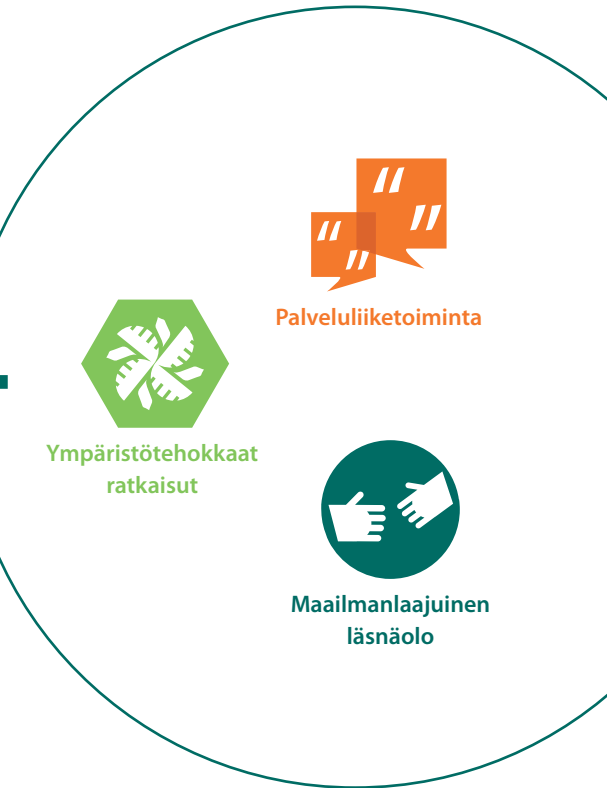 Palveluliiketoiminta
Ympäristötehokkaat
ratkaisut
Maailmanlaajuinen
läsnäolo